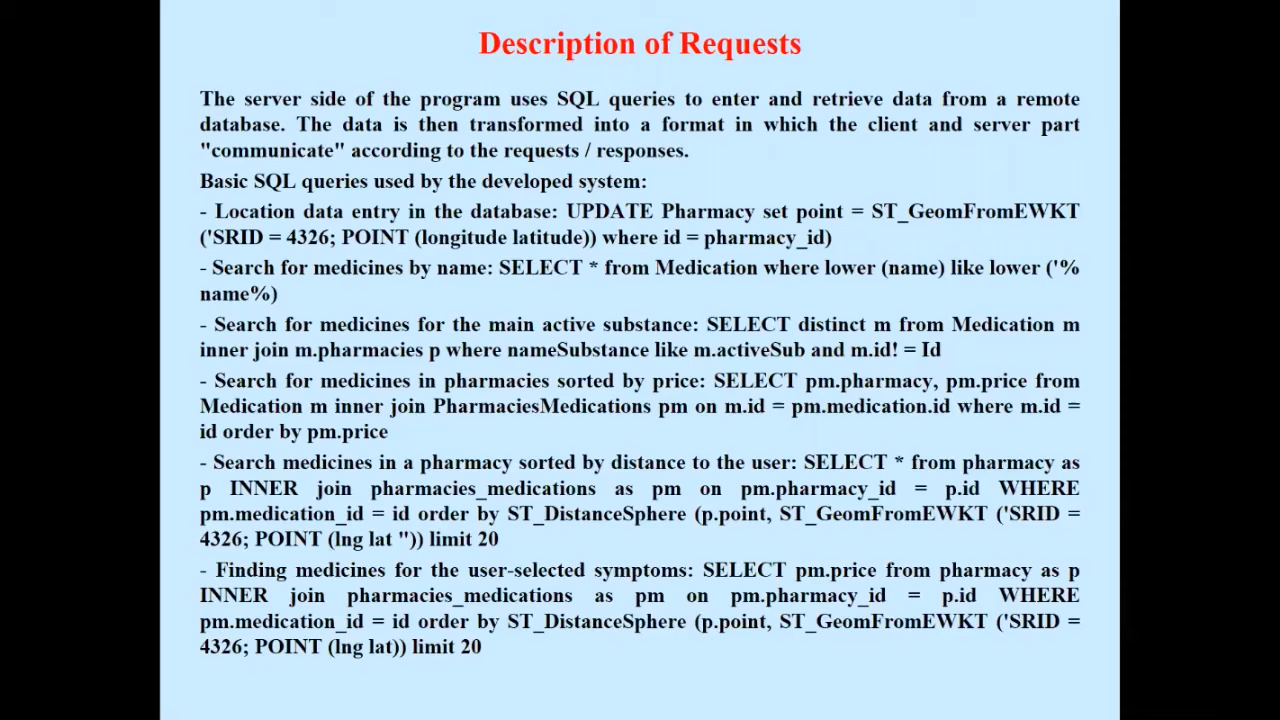 Description of Requests
The server side of the program uses SQL queries to enter and retrieve data from a remote
database. The data is then transformed into a format in which the client and server part
"communicate" according to the requests / responses.
Basic SQL queries used by the developed system:
- Location data entry in the database: UPDATE Pharmacy set point = ST_GeomFromEWKT
('SRID = 4326; POINT (longitude latitude)) where id = pharmacy_id)
- Search for medicines by name: SELECT * from Medication where lower (name) like lower ('%
name%)
- Search for medicines for the main active substance: SELECT distinct m from Medication m
inner join m.pharmacies p where nameSubstance like m.activeSub and m.id! = Id
- Search for medicines in pharmacies sorted by price: SELECT pm.pharmacy, pm.price from
Medication m inner join PharmaciesMedications pm on m.id = pm.medication.id where m.id =
id order by pm.price
- Search medicines in a pharmacy sorted by distance to the user: SELECT * from pharmacy as
p INNER join pharmacies_medications as pm on pm.pharmacy_id = p.id WHERE
pm.medication_id = id order by ST_DistanceSphere (p.point, ST_GeomFromEWKT ('SRID =
4326; POINT (lng lat ")) limit 20
- Finding medicines for the user-selected symptoms: SELECT pm.price from pharmacy as p
INNER join pharmacies_medications as pm on pm.pharmacy_id = p.id WHERE
pm.medication_id = id order by ST_DistanceSphere (p.point, ST_GeomFromEWKT ('SRID =
4326; POINT (lng lat)) limit 20